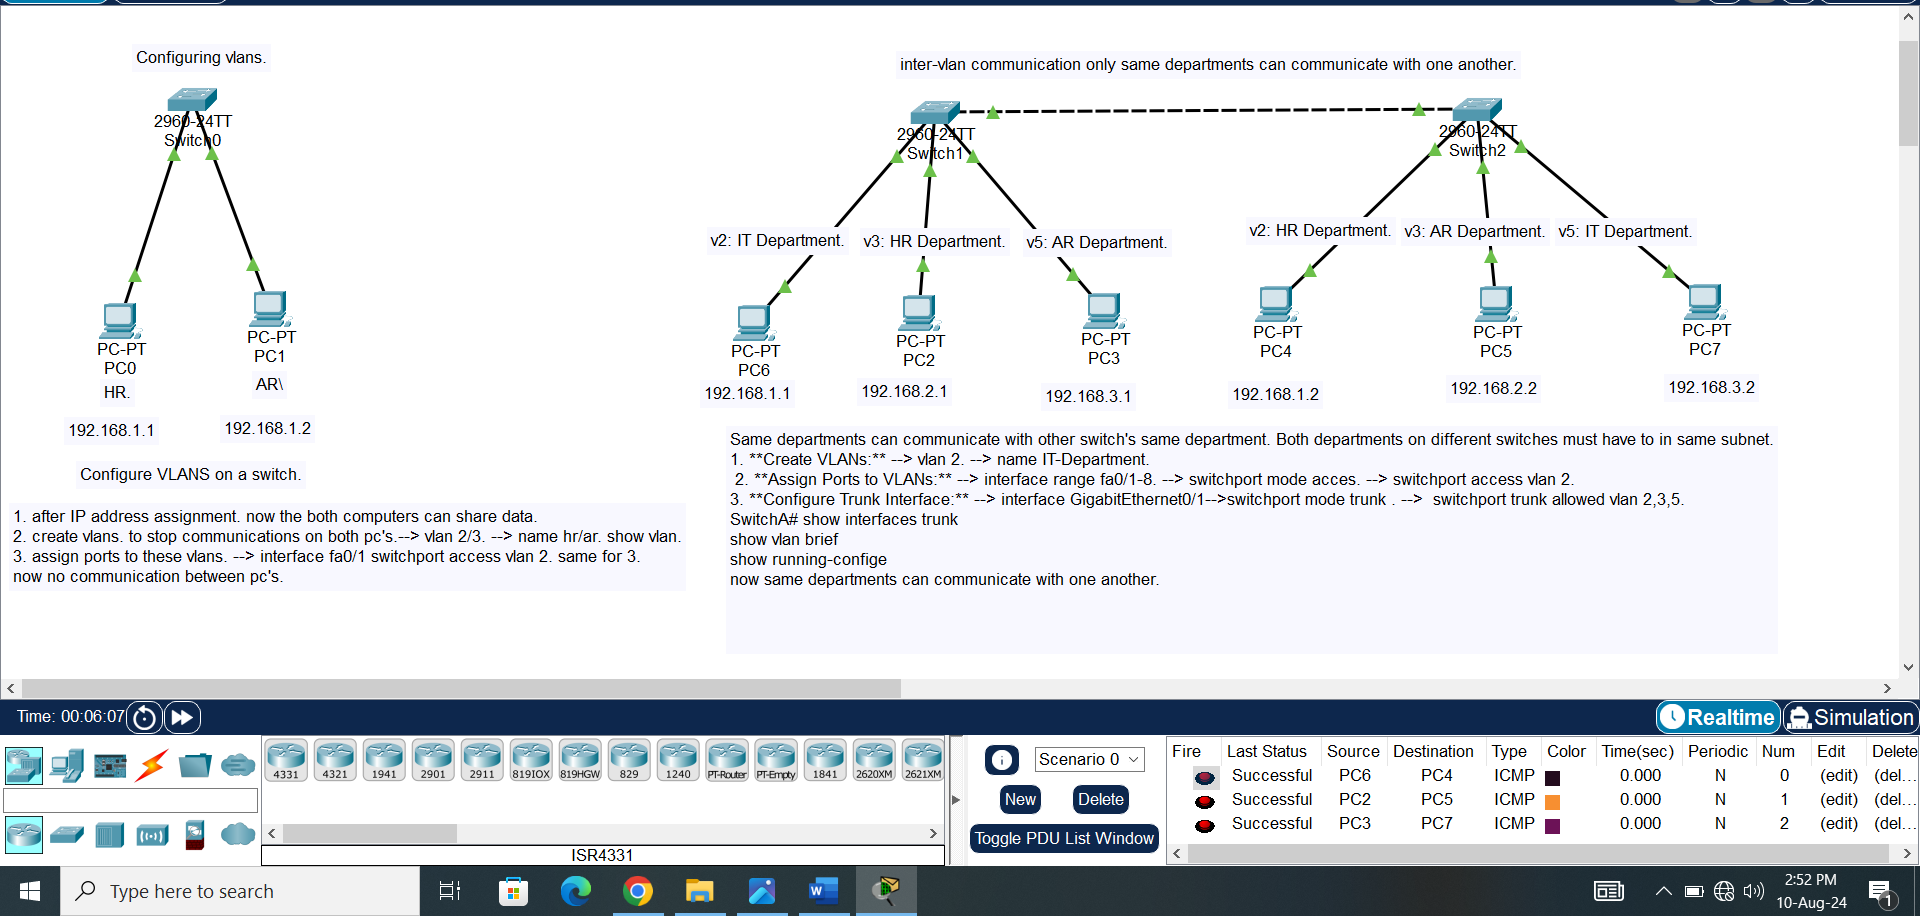 Configuring vlans.
2960-24TT
Switch0
PC-PT
PC0
HR.
192.168.1.1
PC-PT
PC1
AR\
192.168.1.2
Configure VLANS on a switch.
1. after IP address assignment. now the both computers can share data.
2. create vlans. to stop communications on both pc's.--> vlan 2/3. --> name hr/ar. show vlan.
3. assign ports to these vlans. --> interface fa0/1 switchport access vlan 2. same for 3.
now no communication between pc's.
inter-vlan communication only same departments can communicate with one another.
2960-24TT
Switch1
2960-24TT
Switch2
v2: IT Department.
v3: HR Department.
v5: AR Department.
v2: HR Department.
v3: AR Department.
v5: IT Department.
PC-PT
PC6
192.168.1.1
PC-PT
PC2
192.168.2.1
PC-PT
PC3
192.168.3.1
PC-PT
PC4
192.168.1.2
PC-PT
PC5
192.168.2.2
PC-PT
PC7
192.168.3.2
Same departments can communicate with other switch's same department. Both departments on different switches must have to in same subnet.
1. **Create VLANs:** --> vlan 2. --> name IT-Department.
2. **Assign Ports to VLANs:** --> interface range fa0/1-8. --> switchport mode acces. --> switchport access vlan 2.
3. **Configure Trunk Interface:** --> interface GigabitEthernet0/1-->switchport mode trunk . --> switchport trunk allowed vlan 2,3,5.
SwitchA# show interfaces trunk
show vlan brief
show running-confige
now same departments can communicate with one another.
Time: 00:06:07
Realtime
Simulation
4331 4321 1941 2901 2911 819IOX 819HGW 829 1240 PT-Router PT-Empty 1841 2620XM 2621XM
ISR4331
Scenario 0
New
Delete
Toggle PDU List Window
Fire Last Status Source Destination Type Color Time(sec) Periodic Num Edit Delete
Successful PC6 PC4 ICMP 0.000 N 0 (edit) (del...
Successful PC2 PC5 ICMP 0.000 N 1 (edit) (del...
Successful PC3 PC7 ICMP 0.000 N 2 (edit) (del...
Type here to search
2:52 PM
10-Aug-24
1